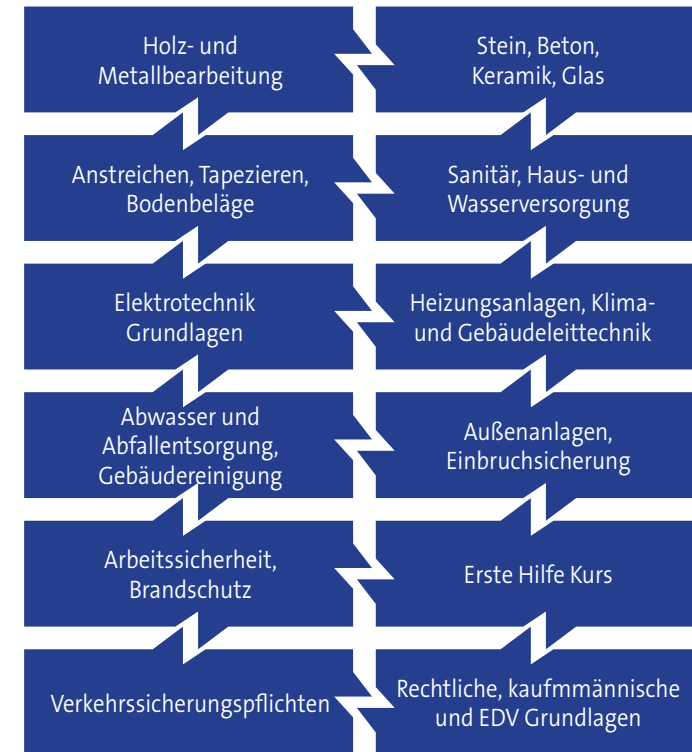 Holz- und
Metallbearbeitung
Stein, Beton,
Keramik, Glas
Anstreichen, Tapezieren,
Bodenbeläge
Sanitär, Haus- und
Wasserversorgung
Elektrotechnik
Grundlagen
Heizungsanlagen, Klima-
und Gebäudeleittechnik
Abwasser und
Abfallentsorgung,
Gebäudereinigung
Außenanlagen,
Einbruchsicherung
Arbeitssicherheit,
Brandschutz
Erste Hilfe Kurs
Verkehrssicherungspflichten
Rechtliche, kaufmmännische
und EDV Grundlagen